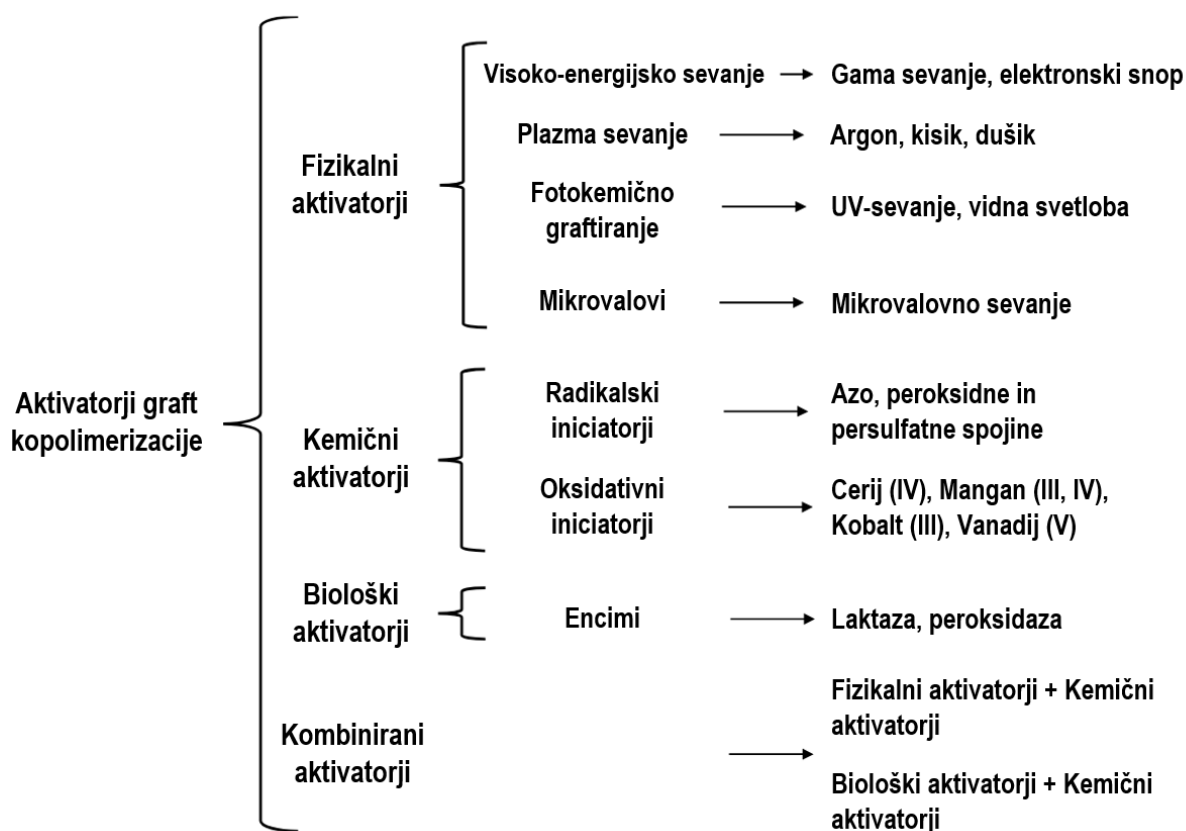 Aktivatorji graft
kopolimerizacije
Fizikalni
aktivatorji
Visoko-energijsko sevanje
Gama sevanje, elektronski snop
Plazma sevanje
Argon, kisik, dušik
Fotokemično
graftiranje
UV-sevanje, vidna svetloba
Mikrovalovi
Mikrovalovno sevanje
Kemični
aktivatorji
Radikalski
iniciatorji
Azo, peroksidne in
persulfatne spojine
Oksidativni
iniciatorji
Cerij (IV), Mangan (III, IV),
Kobalt (III), Vanadij (V)
Biološki
aktivatorji
Encimi
Laktaza, peroksidaza
Kombinirani
aktivatorji
Fizikalni aktivatorji + Kemični
aktivatorji
Biološki aktivatorji + Kemični
aktivatorji